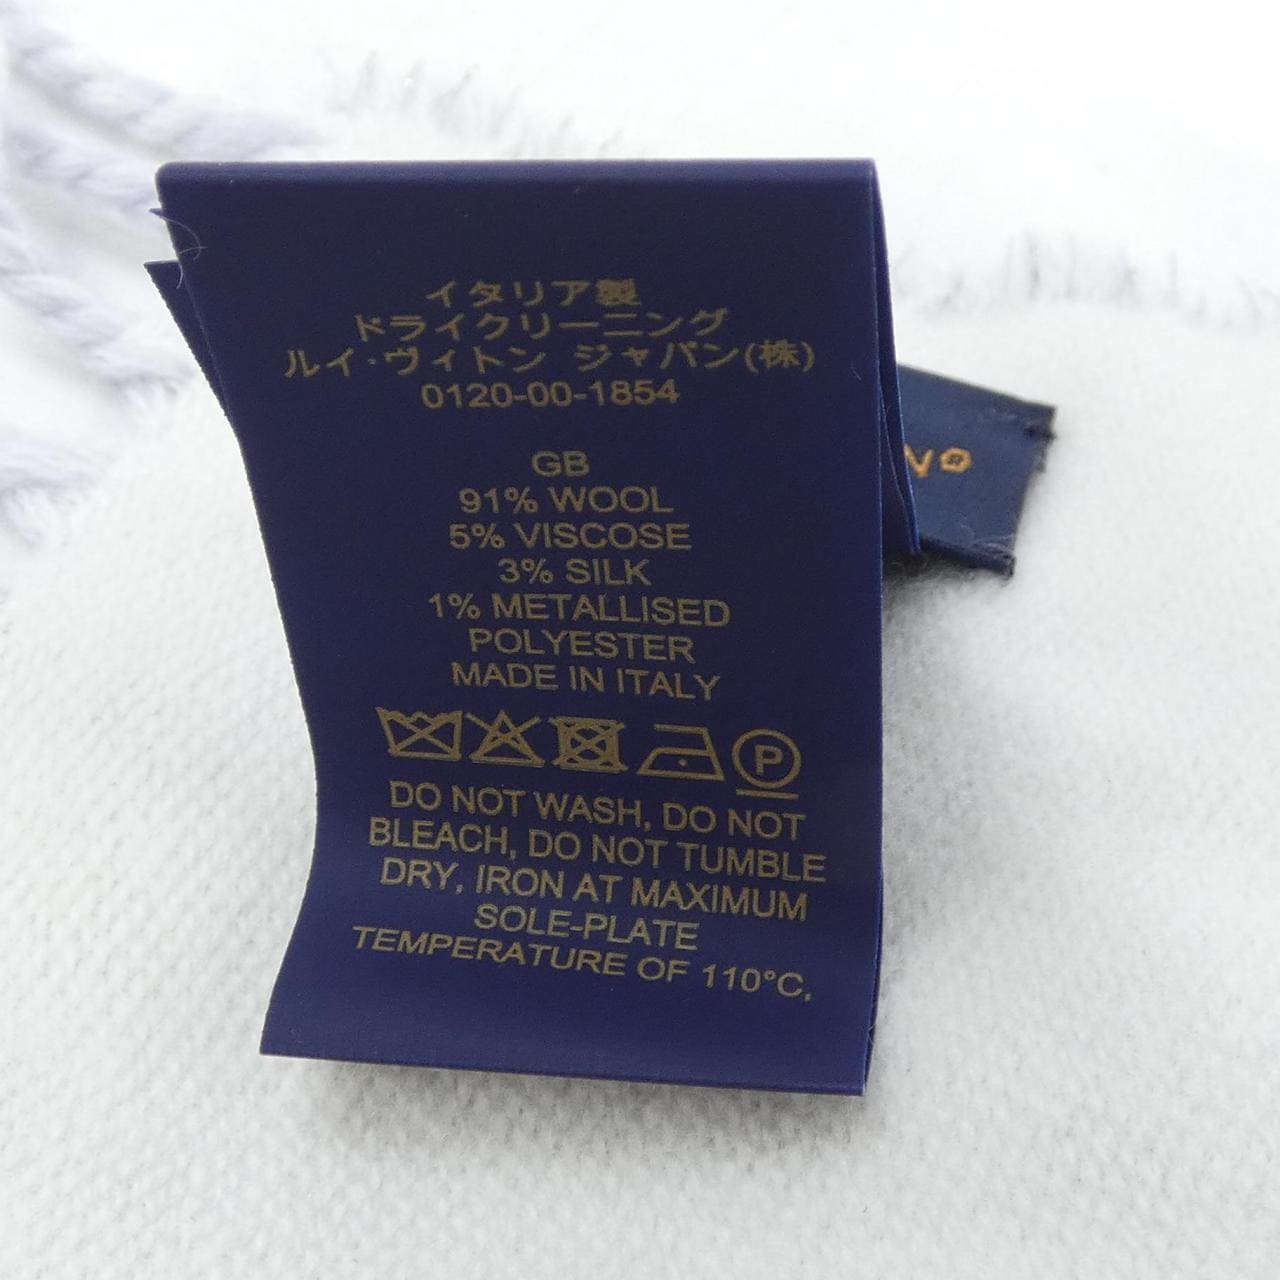 イタリア製
ドライクリーニング
ルイ・ヴィトン ジャパン(株)
0120-00-1854
GB
91% WOOL
5% VISCOSE
3% SILK
1% METALLISED
POLYESTER
MADE IN ITALY
P
DO NOT WASH, DO NOT
BLEACH, DO NOT TUMBLE
DRY, IRON AT MAXIMUM
SOLE-PLATE
TEMPERATURE OF 110°C,